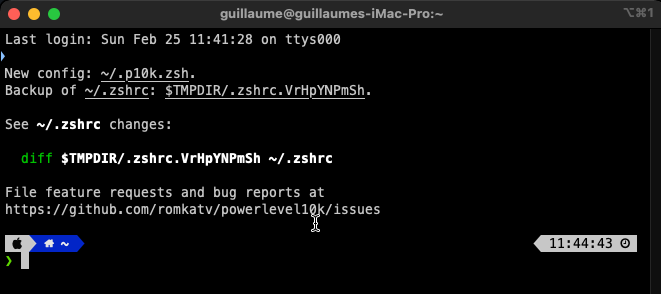 guillaume@guillaumes-iMac-Pro:~
⌥⌘1
Last login: Sun Feb 25 11:41:28 on ttys000
New config: ~/.p10k.zsh.
Backup of ~/.zshrc: $TMPDIR/.zshrc.VrHpYNPmSh.
See ~/.zshrc changes:
diff $TMPDIR/.zshrc.VrHpYNPmSh ~/.zshrc
File feature requests and bug reports at
https://github.com/romkatv/powerlevel10k/issues
~ 11:44:43
❯